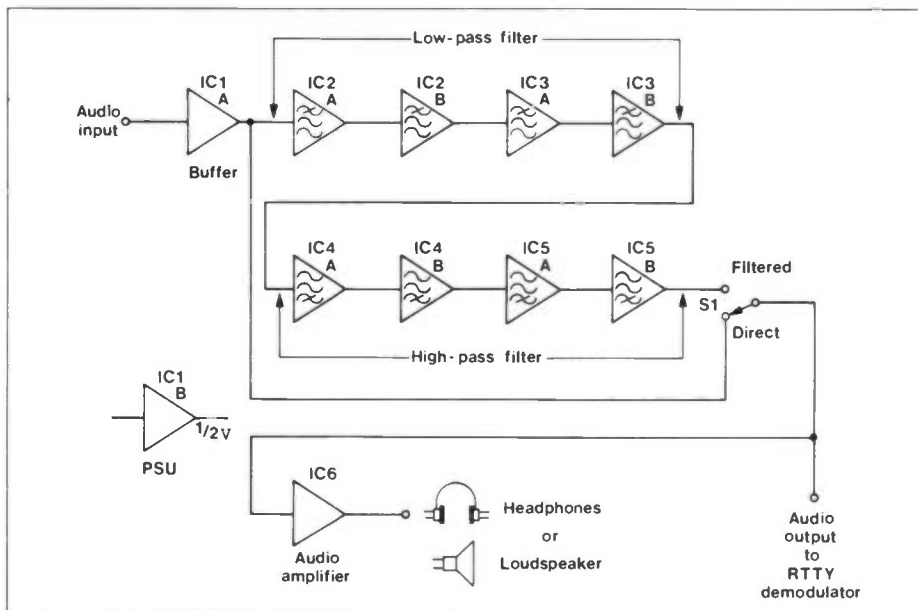 Low-pass filter
IC1
A
IC2
A
IC2
B
IC3
A
IC3
B
Audio
input
Buffer
IC4
A
IC4
B
IC5
A
IC5
B
Filtered
S1
Direct
High-pass filter
IC1
B
1/2V
PSU
IC6
Audio
amplifier
Headphones
or
Loudspeaker
Audio
output
to
RTTY
demodulator